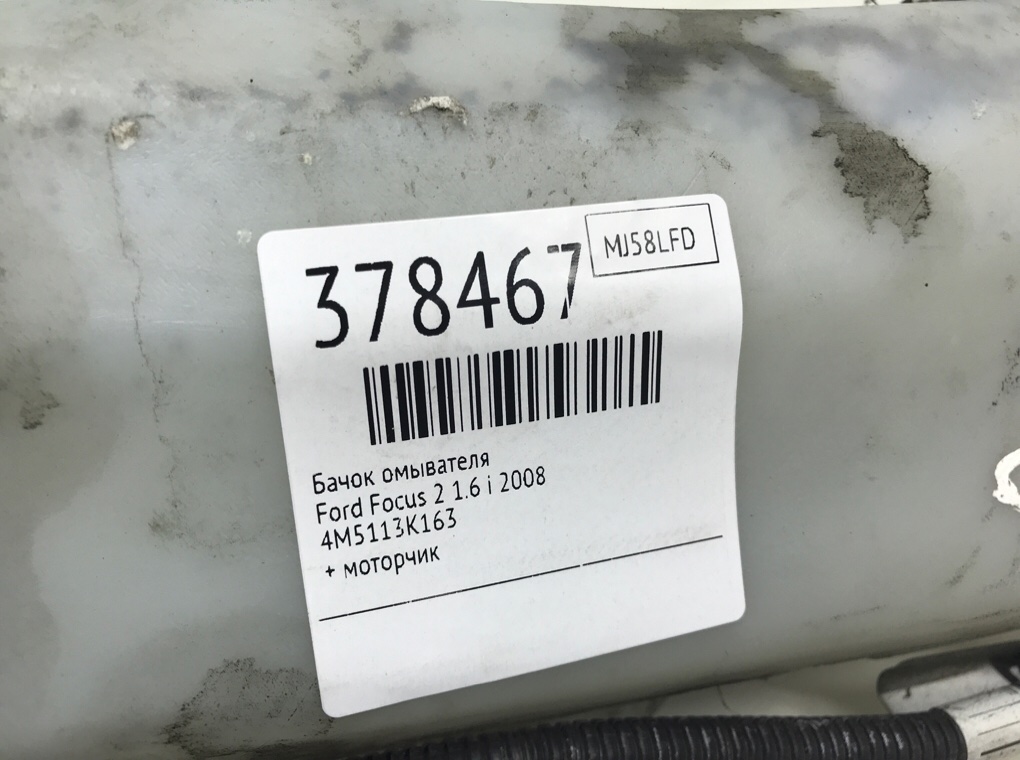 378467
MJ58LFD
Бачок омывателя
Ford Focus 2 1.6 i 2008
4M5113K163
+ моторчик